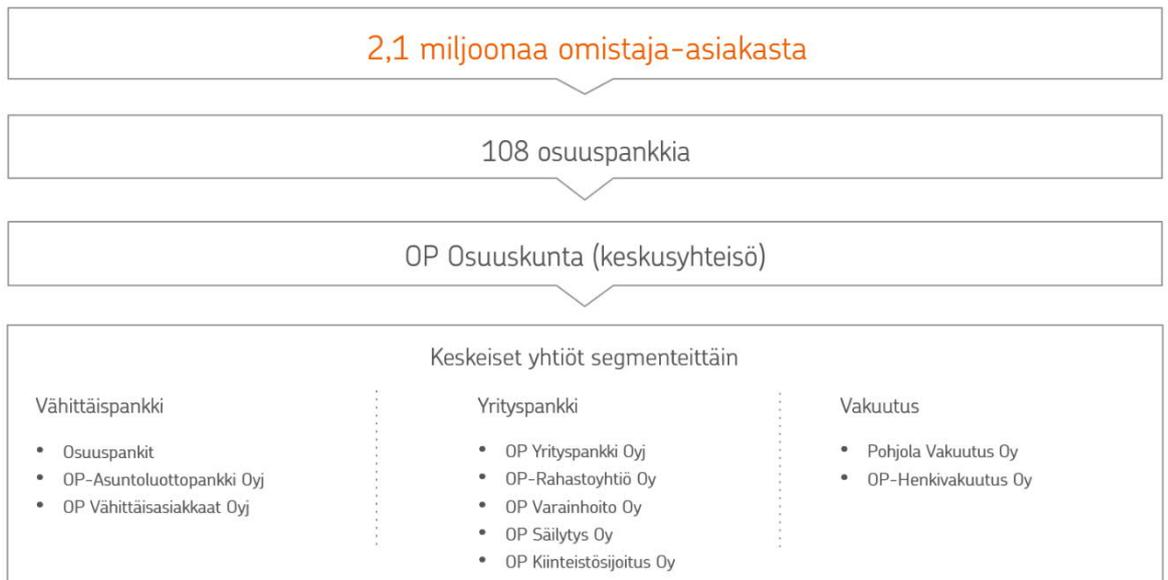 2,1 miljoonaa omistaja-asiakasta
108 osuuspankkia
OP Osuuskunta (keskusyhteisö)
Keskeiset yhtiöt segmenteittäin
Vähittäispankki
• Osuuspankit
• OP-Asuntoluottopankki Oyj
• OP Vähittäisasiakkaat Oyj
Yrityspankki
• OP Yrityspankki Oyj
• OP-Rahastoyhtiö Oy
• OP Varainhoito Oy
• OP Säilytys Oy
• OP Kiinteistösijoitus Oy
Vakuutus
• Pohjola Vakuutus Oy
• OP-Henkivakuutus Oy